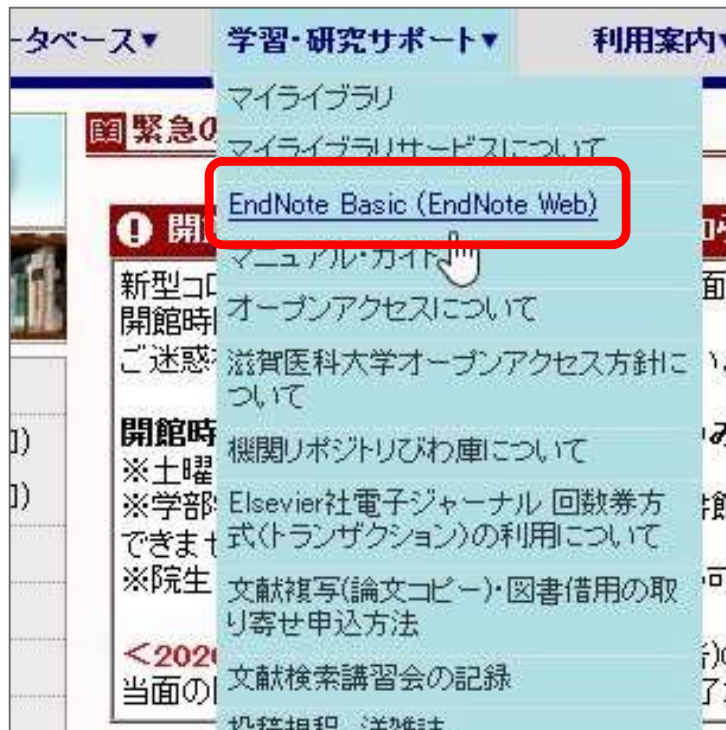 ータベース▼
学習・研究サポート▼
利用案内▼
緊急の
マイライブラリ
マイライブラリサービスについて
EndNote Basic (EndNote Web)
マニュアル・ガイド
オープンアクセスについて
滋賀医科大学オープンアクセス方針に
ついて
機関リポジトリびわ庫について
Elsevier社電子ジャーナル 回数券方
式(トランザクション)の利用について
文献複写(論文コピー)・図書借用の取
り寄せ申込方法
文献検索講習会の記録
開
新型コロ
開館時
ご迷惑
開館時
※土曜
※学部
できませ
※院生
<202
当面の